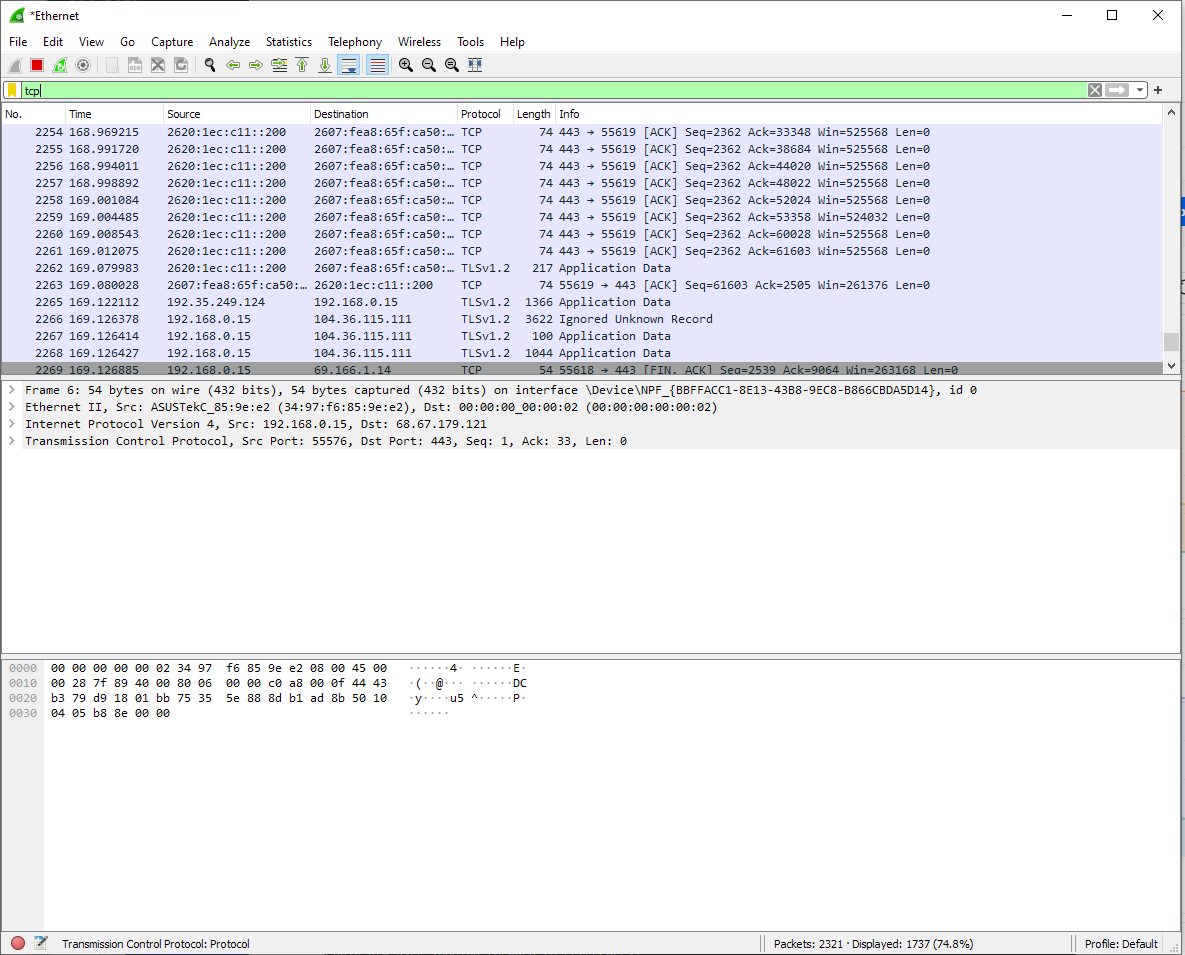 *Ethernet
File Edit View Go Capture Analyze Statistics Telephony Wireless Tools Help
tcp
No. Time Source Destination Protocol Length Info
2254 168.969215 2620:1ec:c11::200 2607:fea8:65f:ca50:… TCP 74 443 → 55619 [ACK] Seq=2362 Ack=33348 Win=525568 Len=0
2255 168.991720 2620:1ec:c11::200 2607:fea8:65f:ca50:… TCP 74 443 → 55619 [ACK] Seq=2362 Ack=38684 Win=525568 Len=0
2256 168.994011 2620:1ec:c11::200 2607:fea8:65f:ca50:… TCP 74 443 → 55619 [ACK] Seq=2362 Ack=44020 Win=525568 Len=0
2257 168.998892 2620:1ec:c11::200 2607:fea8:65f:ca50:… TCP 74 443 → 55619 [ACK] Seq=2362 Ack=48022 Win=525568 Len=0
2258 169.001084 2620:1ec:c11::200 2607:fea8:65f:ca50:… TCP 74 443 → 55619 [ACK] Seq=2362 Ack=52024 Win=525568 Len=0
2259 169.004485 2620:1ec:c11::200 2607:fea8:65f:ca50:… TCP 74 443 → 55619 [ACK] Seq=2362 Ack=53358 Win=524032 Len=0
2260 169.008543 2620:1ec:c11::200 2607:fea8:65f:ca50:… TCP 74 443 → 55619 [ACK] Seq=2362 Ack=60028 Win=525568 Len=0
2261 169.012075 2620:1ec:c11::200 2607:fea8:65f:ca50:… TCP 74 443 → 55619 [ACK] Seq=2362 Ack=61603 Win=525568 Len=0
2262 169.079983 2620:1ec:c11::200 2607:fea8:65f:ca50:… TLSv1.2 217 Application Data
2263 169.080028 2607:fea8:65f:ca50:… 2620:1ec:c11::200 TCP 74 55619 → 443 [ACK] Seq=61603 Ack=2505 Win=261376 Len=0
2265 169.122112 192.35.249.124 192.168.0.15 TLSv1.2 1366 Application Data
2266 169.126378 192.168.0.15 104.36.115.111 TLSv1.2 3622 Ignored Unknown Record
2267 169.126414 192.168.0.15 104.36.115.111 TLSv1.2 100 Application Data
2268 169.126427 192.168.0.15 104.36.115.111 TLSv1.2 1044 Application Data
2269 169.126885 192.168.0.15 69.166.1.14 TCP 54 55618 → 443 [FIN, ACK] Seq=2539 Ack=9064 Win=263168 Len=0
Frame 6: 54 bytes on wire (432 bits), 54 bytes captured (432 bits) on interface \Device\NPF_{BBFFACC1-8E13-43B8-9EC8-B866CBDA5D14}, id 0
Ethernet II, Src: ASUSTekC_85:9e:e2 (34:97:f6:85:9e:e2), Dst: 00:00:00_00:00:02 (00:00:00:00:00:02)
Internet Protocol Version 4, Src: 192.168.0.15, Dst: 68.67.179.121
Transmission Control Protocol, Src Port: 55576, Dst Port: 443, Seq: 1, Ack: 33, Len: 0
0000 00 00 00 00 00 02 34 97 f6 85 9e e2 08 00 45 00 ······4· ······E·
0010 00 28 7f 89 40 00 80 06 00 00 c0 a8 00 0f 44 43 ·(··@··· ······DC
0020 b3 79 d9 18 01 bb 75 35 5e 88 8d b1 ad 8b 50 10 ·y····u5 ^·····P·
0030 04 05 b8 8e 00 00 ······
Transmission Control Protocol: Protocol
Packets: 2321 · Displayed: 1737 (74.8%)
Profile: Default